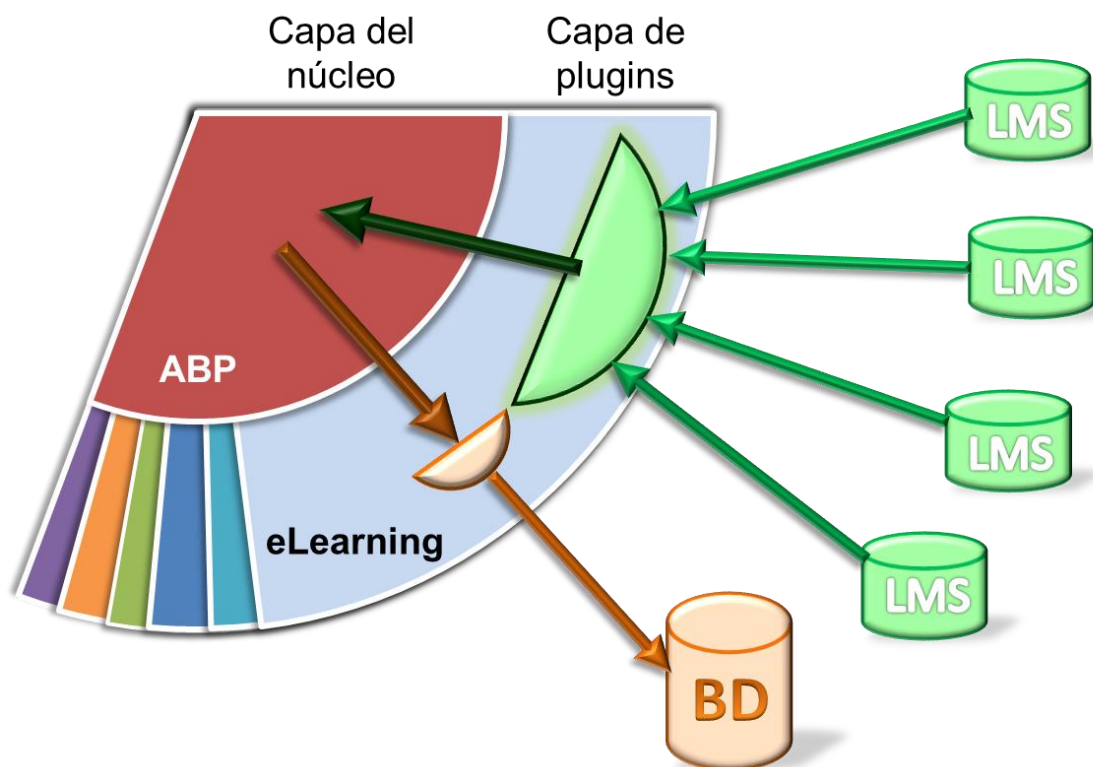 Capa del
núcleo
Capa de
plugins
LMS
LMS
ABP
LMS
eLearning
LMS
BD